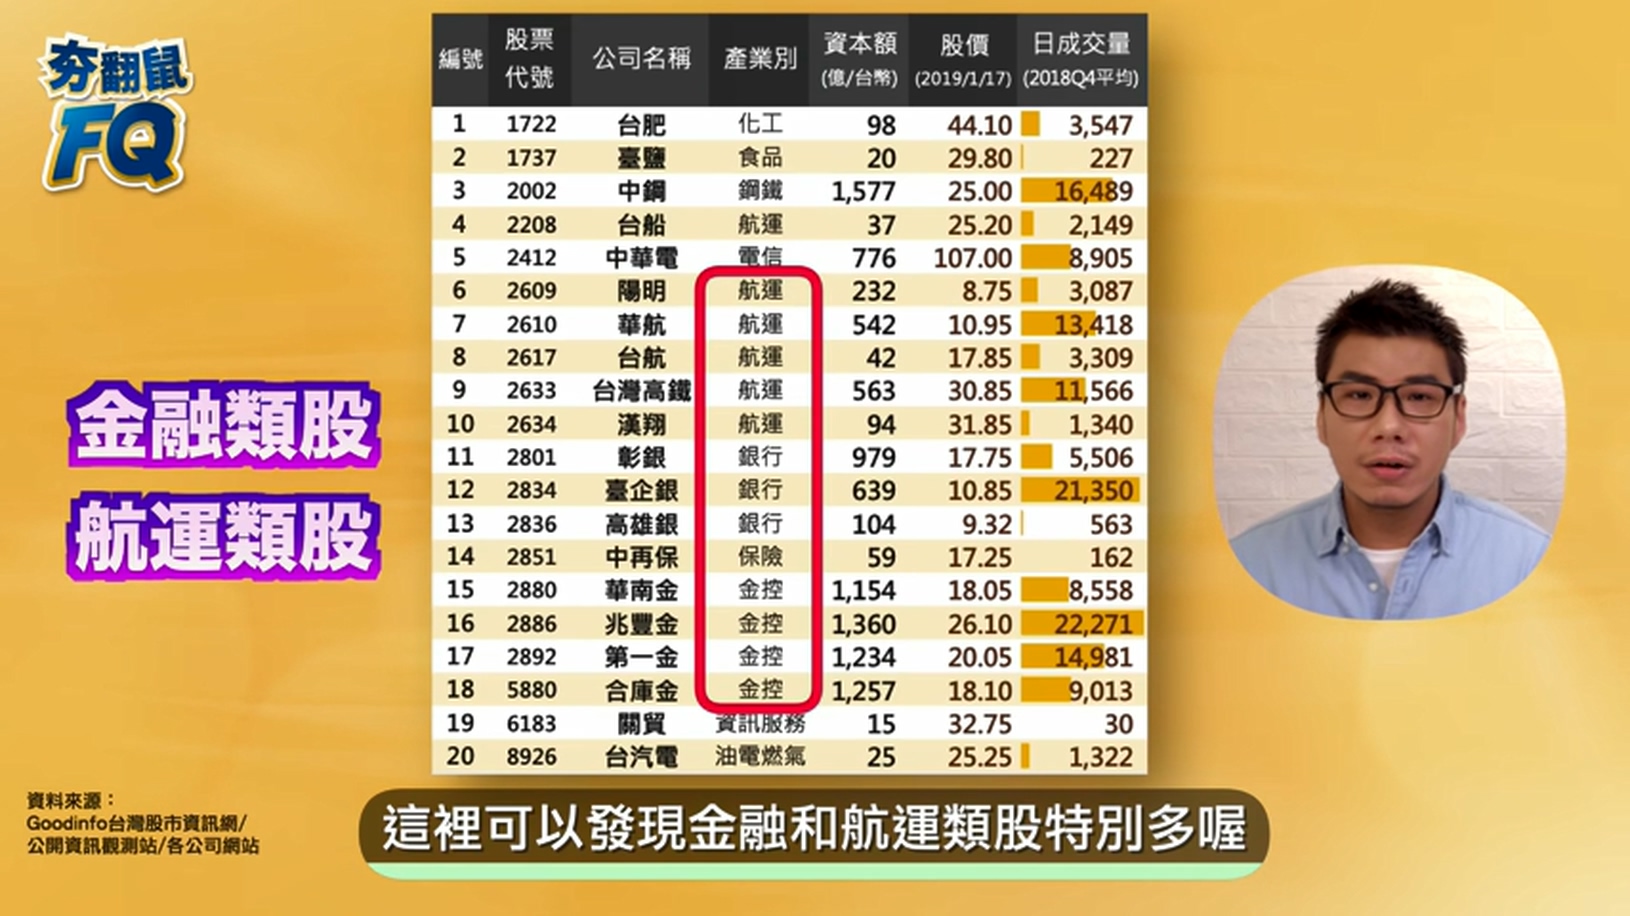 夯翻鼠
FQ
金融類股
航運類股
編號 股票代號 公司名稱 產業別 資本額(億/台幣) 股價(2019/1/17) 日成交量(2018Q4平均)
1 1722 台肥 化工 98 44.10 3,547
2 1737 臺鹽 食品 20 29.80 227
3 2002 中鋼 鋼鐵 1,577 25.00 16,489
4 2208 台船 航運 37 25.20 2,149
5 2412 中華電 電信 776 107.00 8,905
6 2609 陽明 航運 232 8.75 3,087
7 2610 華航 航運 542 10.95 13,418
8 2617 台航 航運 42 17.85 3,309
9 2633 台灣高鐵 航運 563 30.85 11,566
10 2634 漢翔 航運 94 31.85 1,340
11 2801 彰銀 銀行 979 17.75 5,506
12 2834 臺企銀 銀行 639 10.85 21,350
13 2836 高雄銀 銀行 104 9.32 563
14 2851 中再保 保險 59 17.25 162
15 2880 華南金 金控 1,154 18.05 8,558
16 2886 兆豐金 金控 1,360 26.10 22,271
17 2892 第一金 金控 1,234 20.05 14,981
18 5880 合庫金 金控 1,257 18.10 9,013
19 6183 關貿 資訊服務 15 32.75 30
20 8926 台汽電 油電燃氣 25 25.25 1,322
資料來源：
Goodinfo台灣股市資訊網/
公開資訊觀測站/各公司網站
這裡可以發現金融和航運類股特別多喔